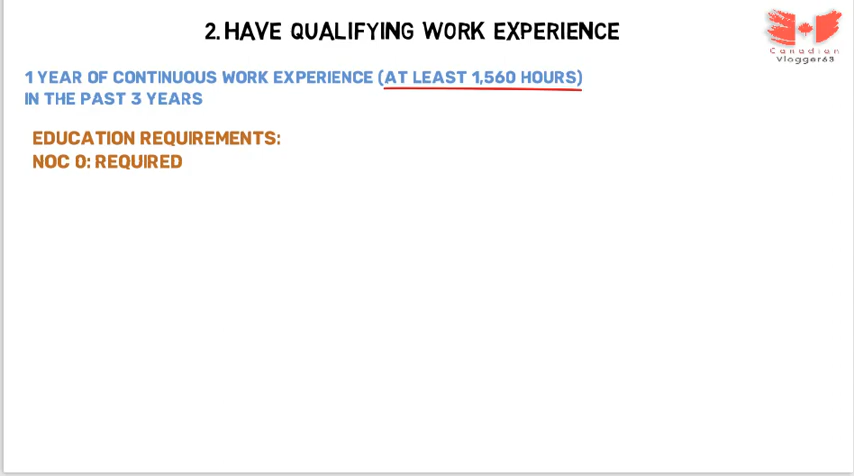 2. HAVE QUALIFYING WORK EXPERIENCE
Canadian
Vlogger63
1 YEAR OF CONTINUOUS WORK EXPERIENCE (AT LEAST 1,560 HOURS)
IN THE PAST 3 YEARS
EDUCATION REQUIREMENTS:
NOC 0: REQUIRED